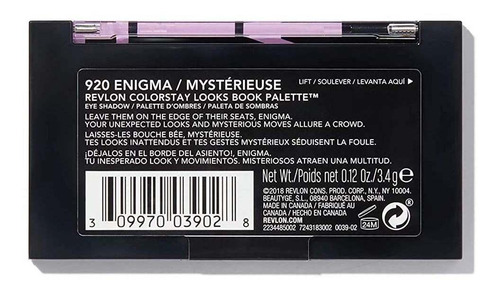 920 ENIGMA / MYSTÉRIEUSE
LIFT / SOULEVER / LEVANTA AQUÍ
REVLON COLORSTAY LOOKS BOOK PALETTE™
EYE SHADOW / PALETTE D'OMBRES / PALETA DE SOMBRAS
LEAVE THEM ON THE EDGE OF THEIR SEATS, ENIGMA.
YOUR UNEXPECTED LOOKS AND MYSTERIOUS MOVES ALLURE A CROWD.
LAISSES-LES BOUCHE BÉE, MYSTÉRIEUSE.
TES LOOKS INATTENDUS ET TES GESTES MYSTÉRIEUX SÉDUISENT LA FOULE.
¡DÉJALOS EN EL BORDE DEL ASIENTO!, ENIGMA.
TU INESPERADO LOOK Y MOVIMIENTOS. MISTERIOSOS ATRAEN UNA MULTITUD.
Net Wt./Poids net 0.12 Oz./3.4 g e
©2018 REVLON CONS. PROD. CORP., N.Y., NY 10004.
BEAUTYGE, S.L. 08940 BARCELONA, SPAIN.
MADE IN CANADA / FABRIQUÉ AU
CANADA / HECHO EN CANADA
REVLON.COM
2234485002 7243183002 0039-02
24M
3 09970 03902 8